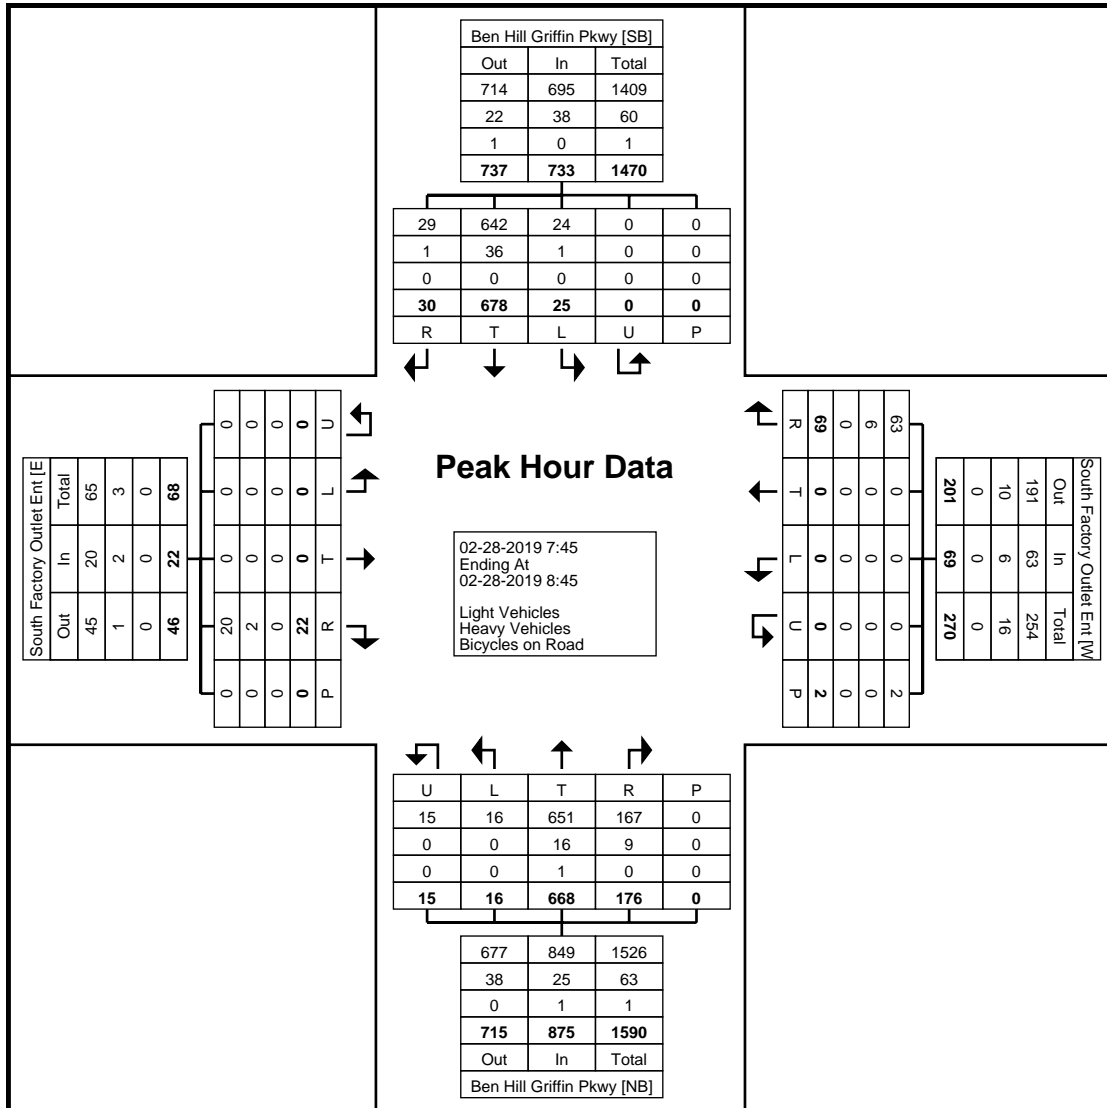 Ben Hill Griffin Pkwy [SB]
Out In Total
714 695 1409
22 38 60
1 0 1
737 733 1470
29 642 24 0 0
1 36 1 0 0
0 0 0 0 0
30 678 25 0 0
R T L U P
South Factory Outlet Ent [E
Total 65 3 0 68
In 20 2 0 22
Out 45 1 0 46
0 0 0 0 U
0 0 0 0 L
0 0 0 0 T
20 2 0 22 R
0 0 0 0 P
Peak Hour Data
02-28-2019 7:45
Ending At
02-28-2019 8:45
Light Vehicles
Heavy Vehicles
Bicycles on Road
R 69 0 6 63
T 0 0 0 0
L 0 0 0 0
U 0 0 0 0
P 2 0 0 2
South Factory Outlet Ent [W
Out In Total
191 63 254
10 6 16
0 0 0
201 69 270
U L T R P
15 16 651 167 0
0 0 16 9 0
0 0 1 0 0
15 16 668 176 0
677 849 1526
38 25 63
0 1 1
715 875 1590
Out In Total
Ben Hill Griffin Pkwy [NB]